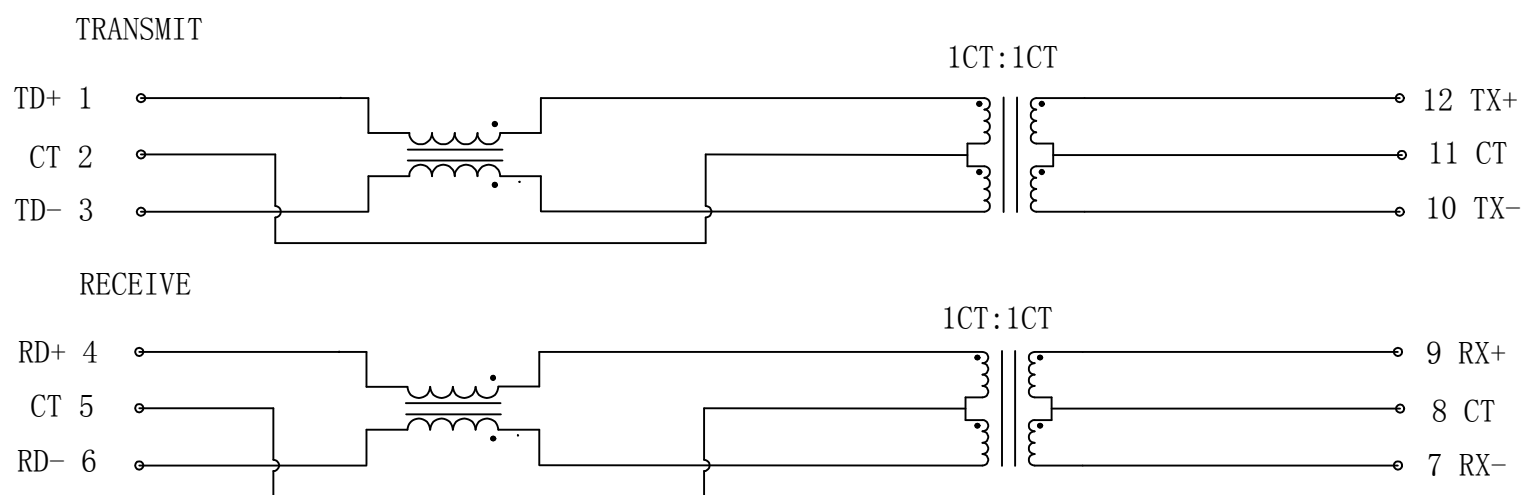 TRANSMIT
1CT:1CT
TD+ 1
12 TX+
CT 2
11 CT
TD- 3
10 TX-
RECEIVE
1CT:1CT
RD+ 4
9 RX+
CT 5
8 CT
RD- 6
7 RX-